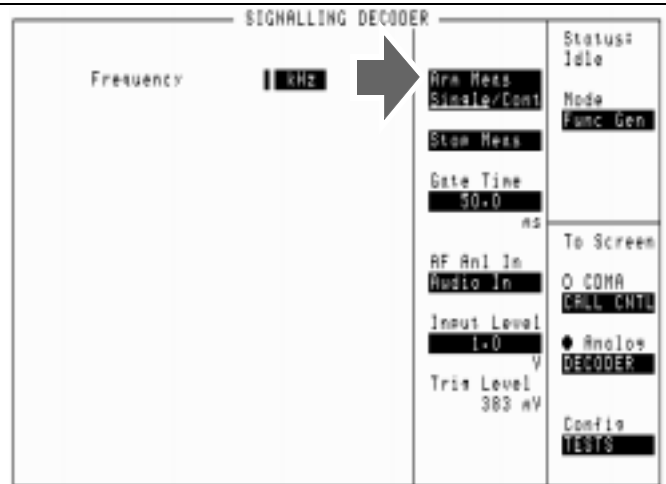 SIGNALLING DECODER
Frequency
kHz
Arm Meas
Single/Cont
Stop Meas
Gate Time
50.0
ms
AF Anl In
Audio In
Input Level
1.0
V
Trig Level
383 mV
Status:
Idle
Mode
Func Gen
To Screen
O CDMA
CALL CNTL
● Analog
DECODER
Config
TESTS